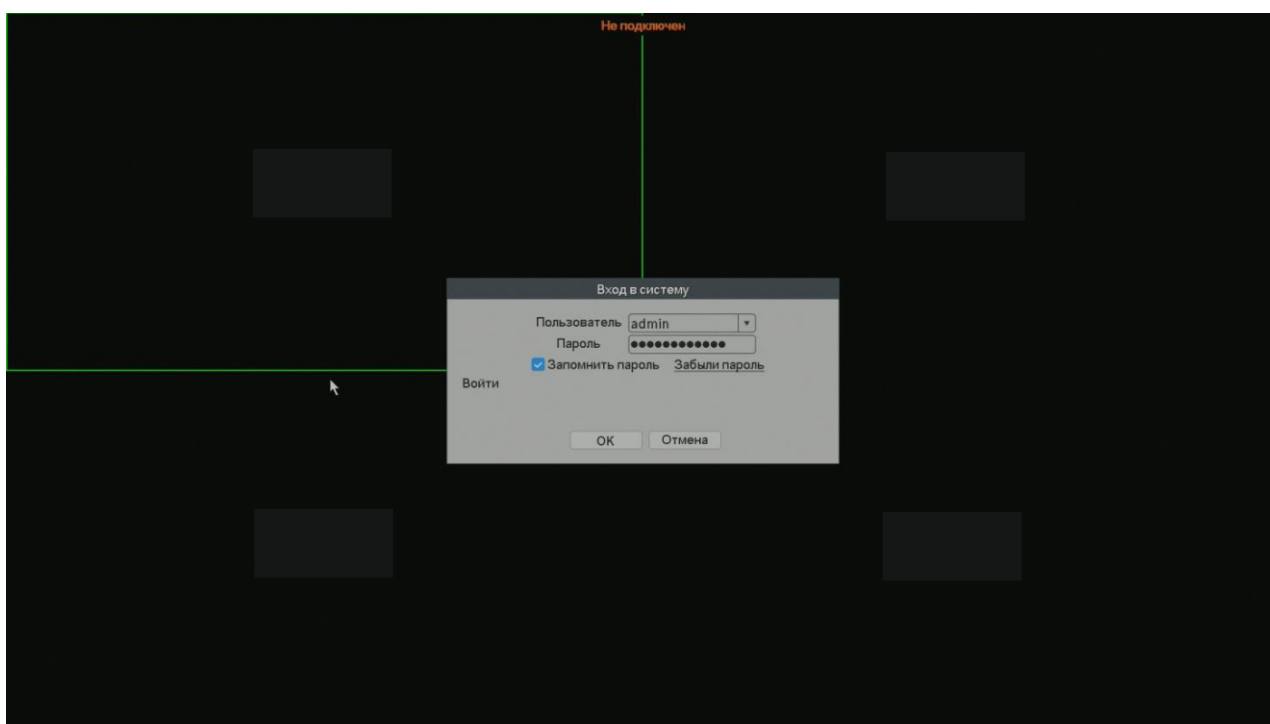 Не подключен
Вход в систему
Пользователь admin
Пароль ●●●●●●●●●●●●
Запомнить пароль Забыли пароль
Войти
OK Отмена